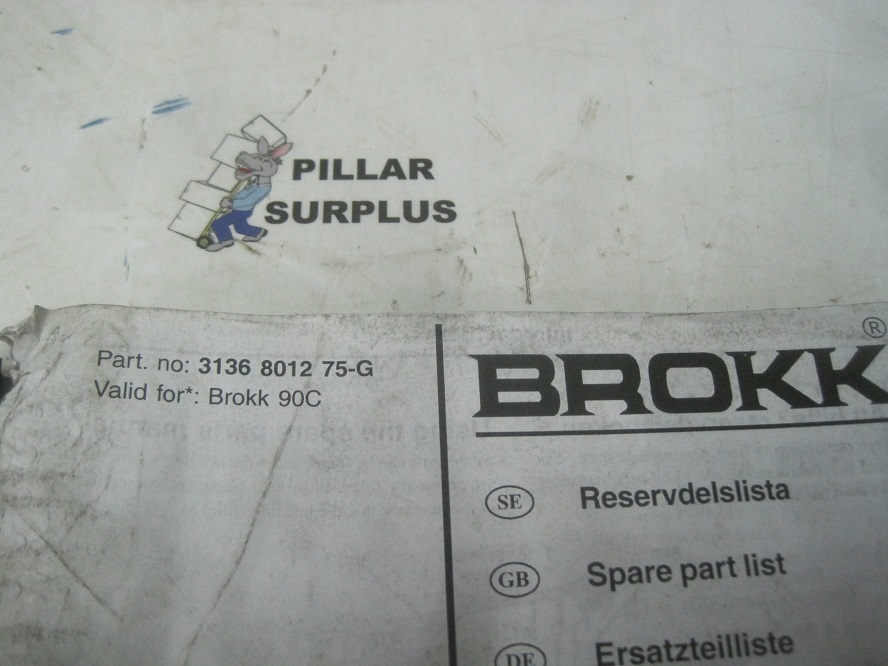 PILLAR
SURPLUS
Part. no: 3136 8012 75-G
Valid for*: Brokk 90C
BROKK®
SE Reservdelslista
GB Spare part list
DE Ersatzteilliste